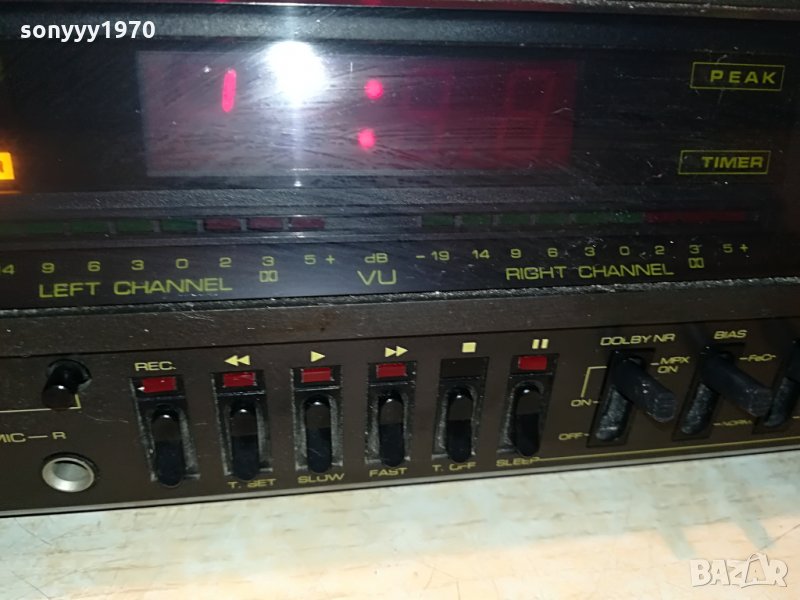 sonyyy1970
PEAK
TIMER
9 6 3 0 2 3 5+ dB -19 14 9 6 3 0 2 3 5+
LEFT CHANNEL VU RIGHT CHANNEL
REC. DOLBY NR BIAS
MPX
ON
FeCr
ON
OFF
NORM
MIC-R
T. SET SLOW FAST T. OFF SLEEP
BAZAR